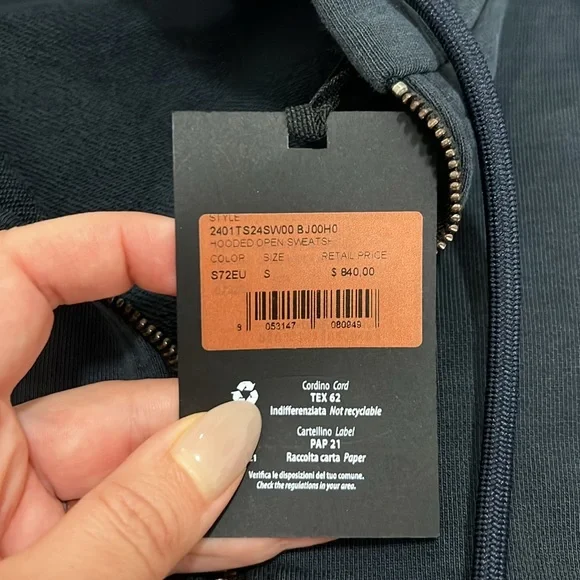 STYLE
2401TS24SW00 BJ00H0
HOODED OPEN SWEATSH
COLOR SIZE RETAIL PRICE
S72EU S $ 840,00
8 053147 080949
Cordino Cord
TEX 62
Indifferenziata Not recyclable
Cartellino Label
PAP 21
21 Raccolta carta Paper
Verifica le disposizioni del tuo comune.
Check the regulations in your area.